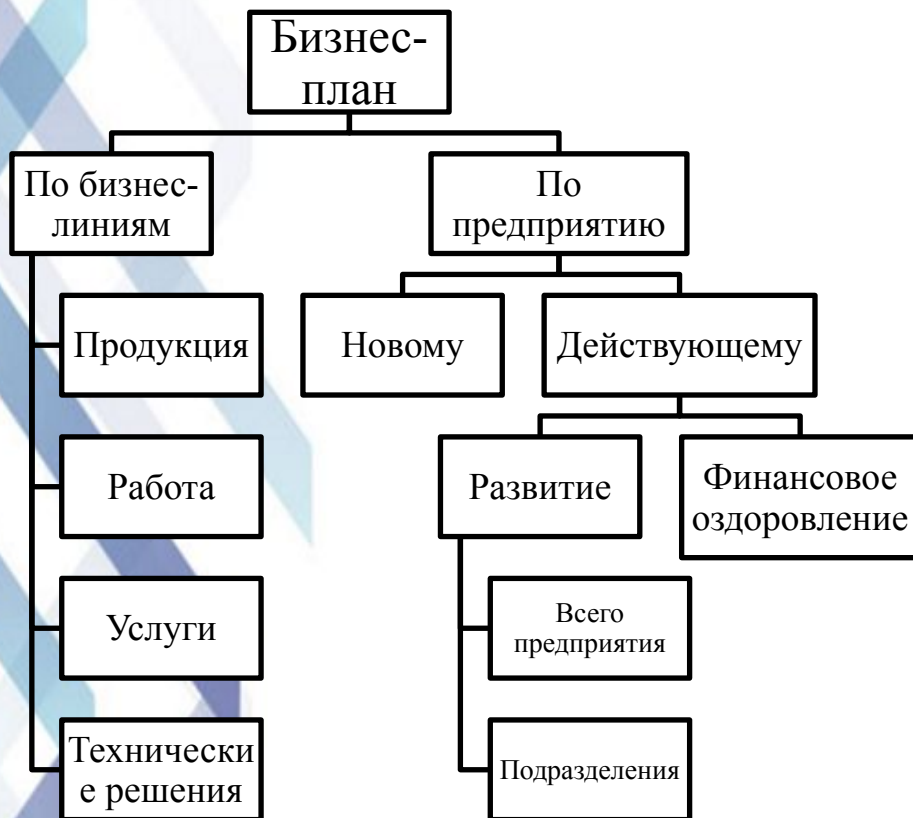 Бизнес-
план
По бизнес-
линиям
По
предприятию
Продукция
Новому
Действующему
Работа
Развитие
Финансовое
оздоровление
Услуги
Всего
предприятия
Технически
е решения
Подразделения